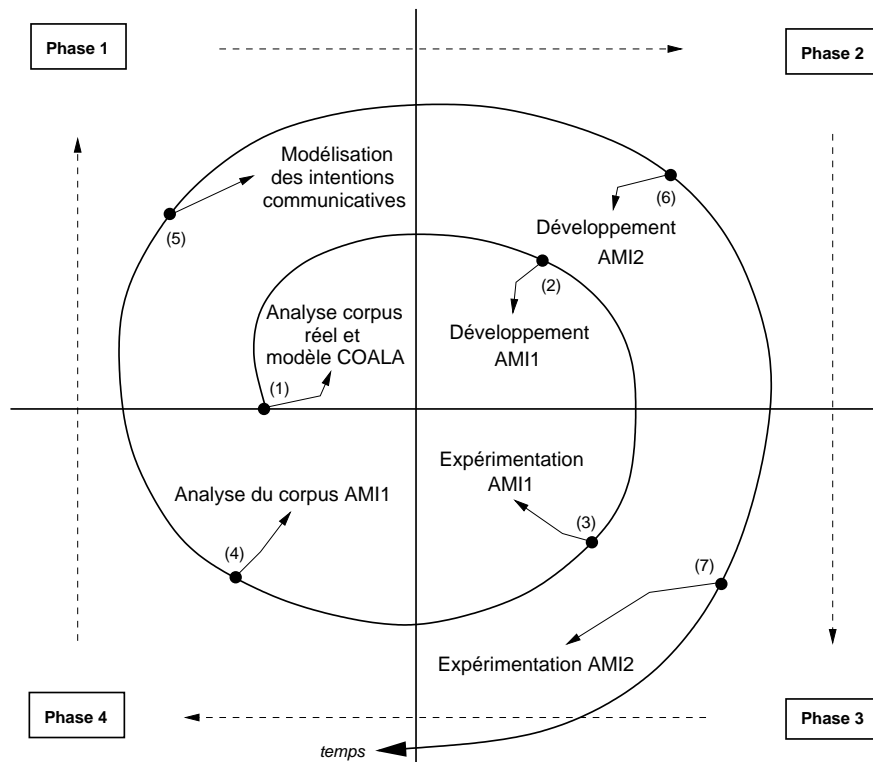 Phase 1
Phase 2
Modélisation
des intentions
communicatives
(5)
(6)
Développement
AMI2
(2)
Développement
AMI1
Analyse corpus
réel et
modèle COALA
(1)
Expérimentation
AMI1
(3)
Analyse du corpus AMI1
(4)
(7)
Expérimentation AMI2
Phase 4
Phase 3
temps